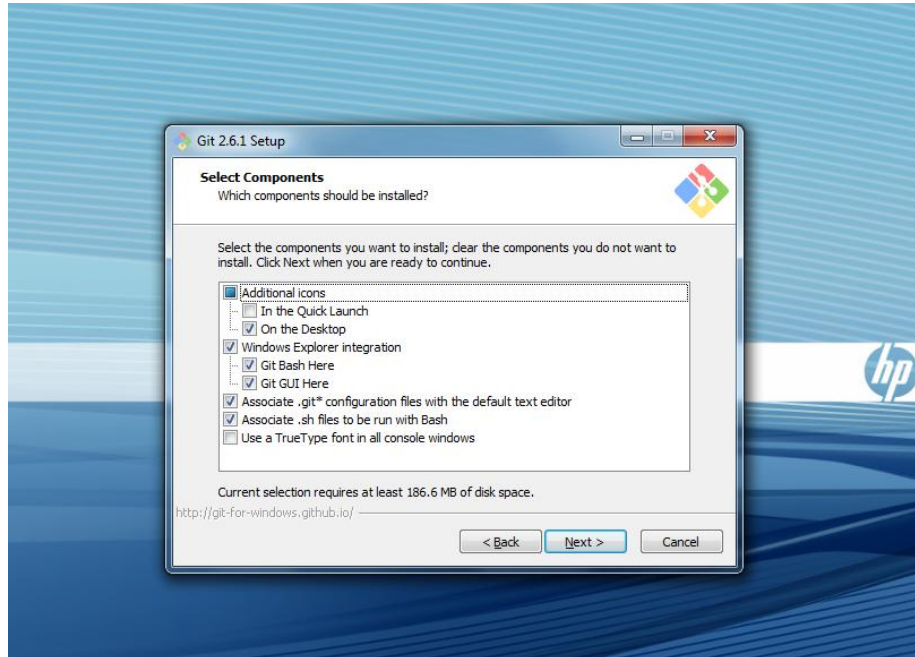 Git 2.6.1 Setup
Select Components
Which components should be installed?
Select the components you want to install; clear the components you do not want to
install. Click Next when you are ready to continue.
Additional icons
In the Quick Launch
On the Desktop
Windows Explorer integration
Git Bash Here
Git GUI Here
Associate .git* configuration files with the default text editor
Associate .sh files to be run with Bash
Use a TrueType font in all console windows
hp
Current selection requires at least 186.6 MB of disk space.
http://git-for-windows.github.io/
< Back Next > Cancel